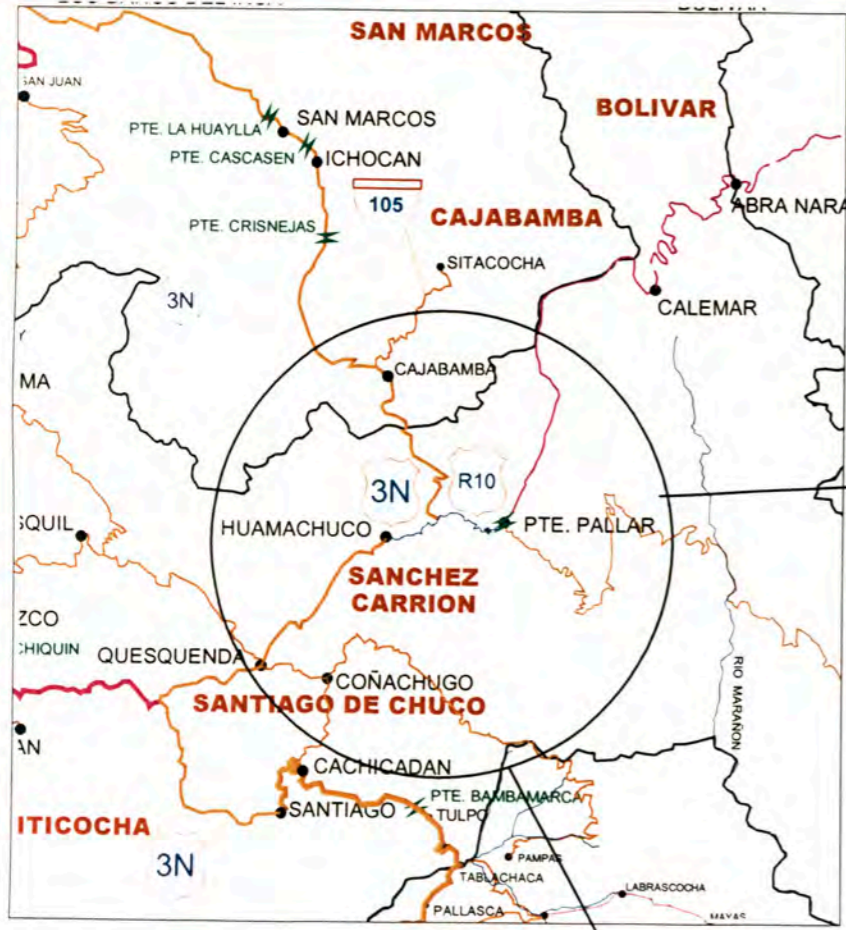 SAN MARCOS
BOLIVAR
SAN JUAN
PTE. LA HUAYLLA
SAN MARCOS
PTE. CASCASEN
ICHOCAN
105
ABRA NARA
CAJABAMBA
PTE. CRISNEJAS
SITACOCHA
3N
CALEMAR
CAJABAMBA
MA
3N
R10
SQUIL
HUAMACHUCO
PTE. PALLAR
SANCHEZ
CARRION
ZCO
CHIQUIN
QUESQUENDA
COÑACHUGO
RIO MARAÑON
SANTIAGO DE CHUCO
AN
CACHICADAN
PTE. BAMBAMARCA
SANTIAGO
TULPO
ITICOCHA
3N
PAMPAS
TABLACHACA
LABRASCOCHA
PALLASCA
MAYAS